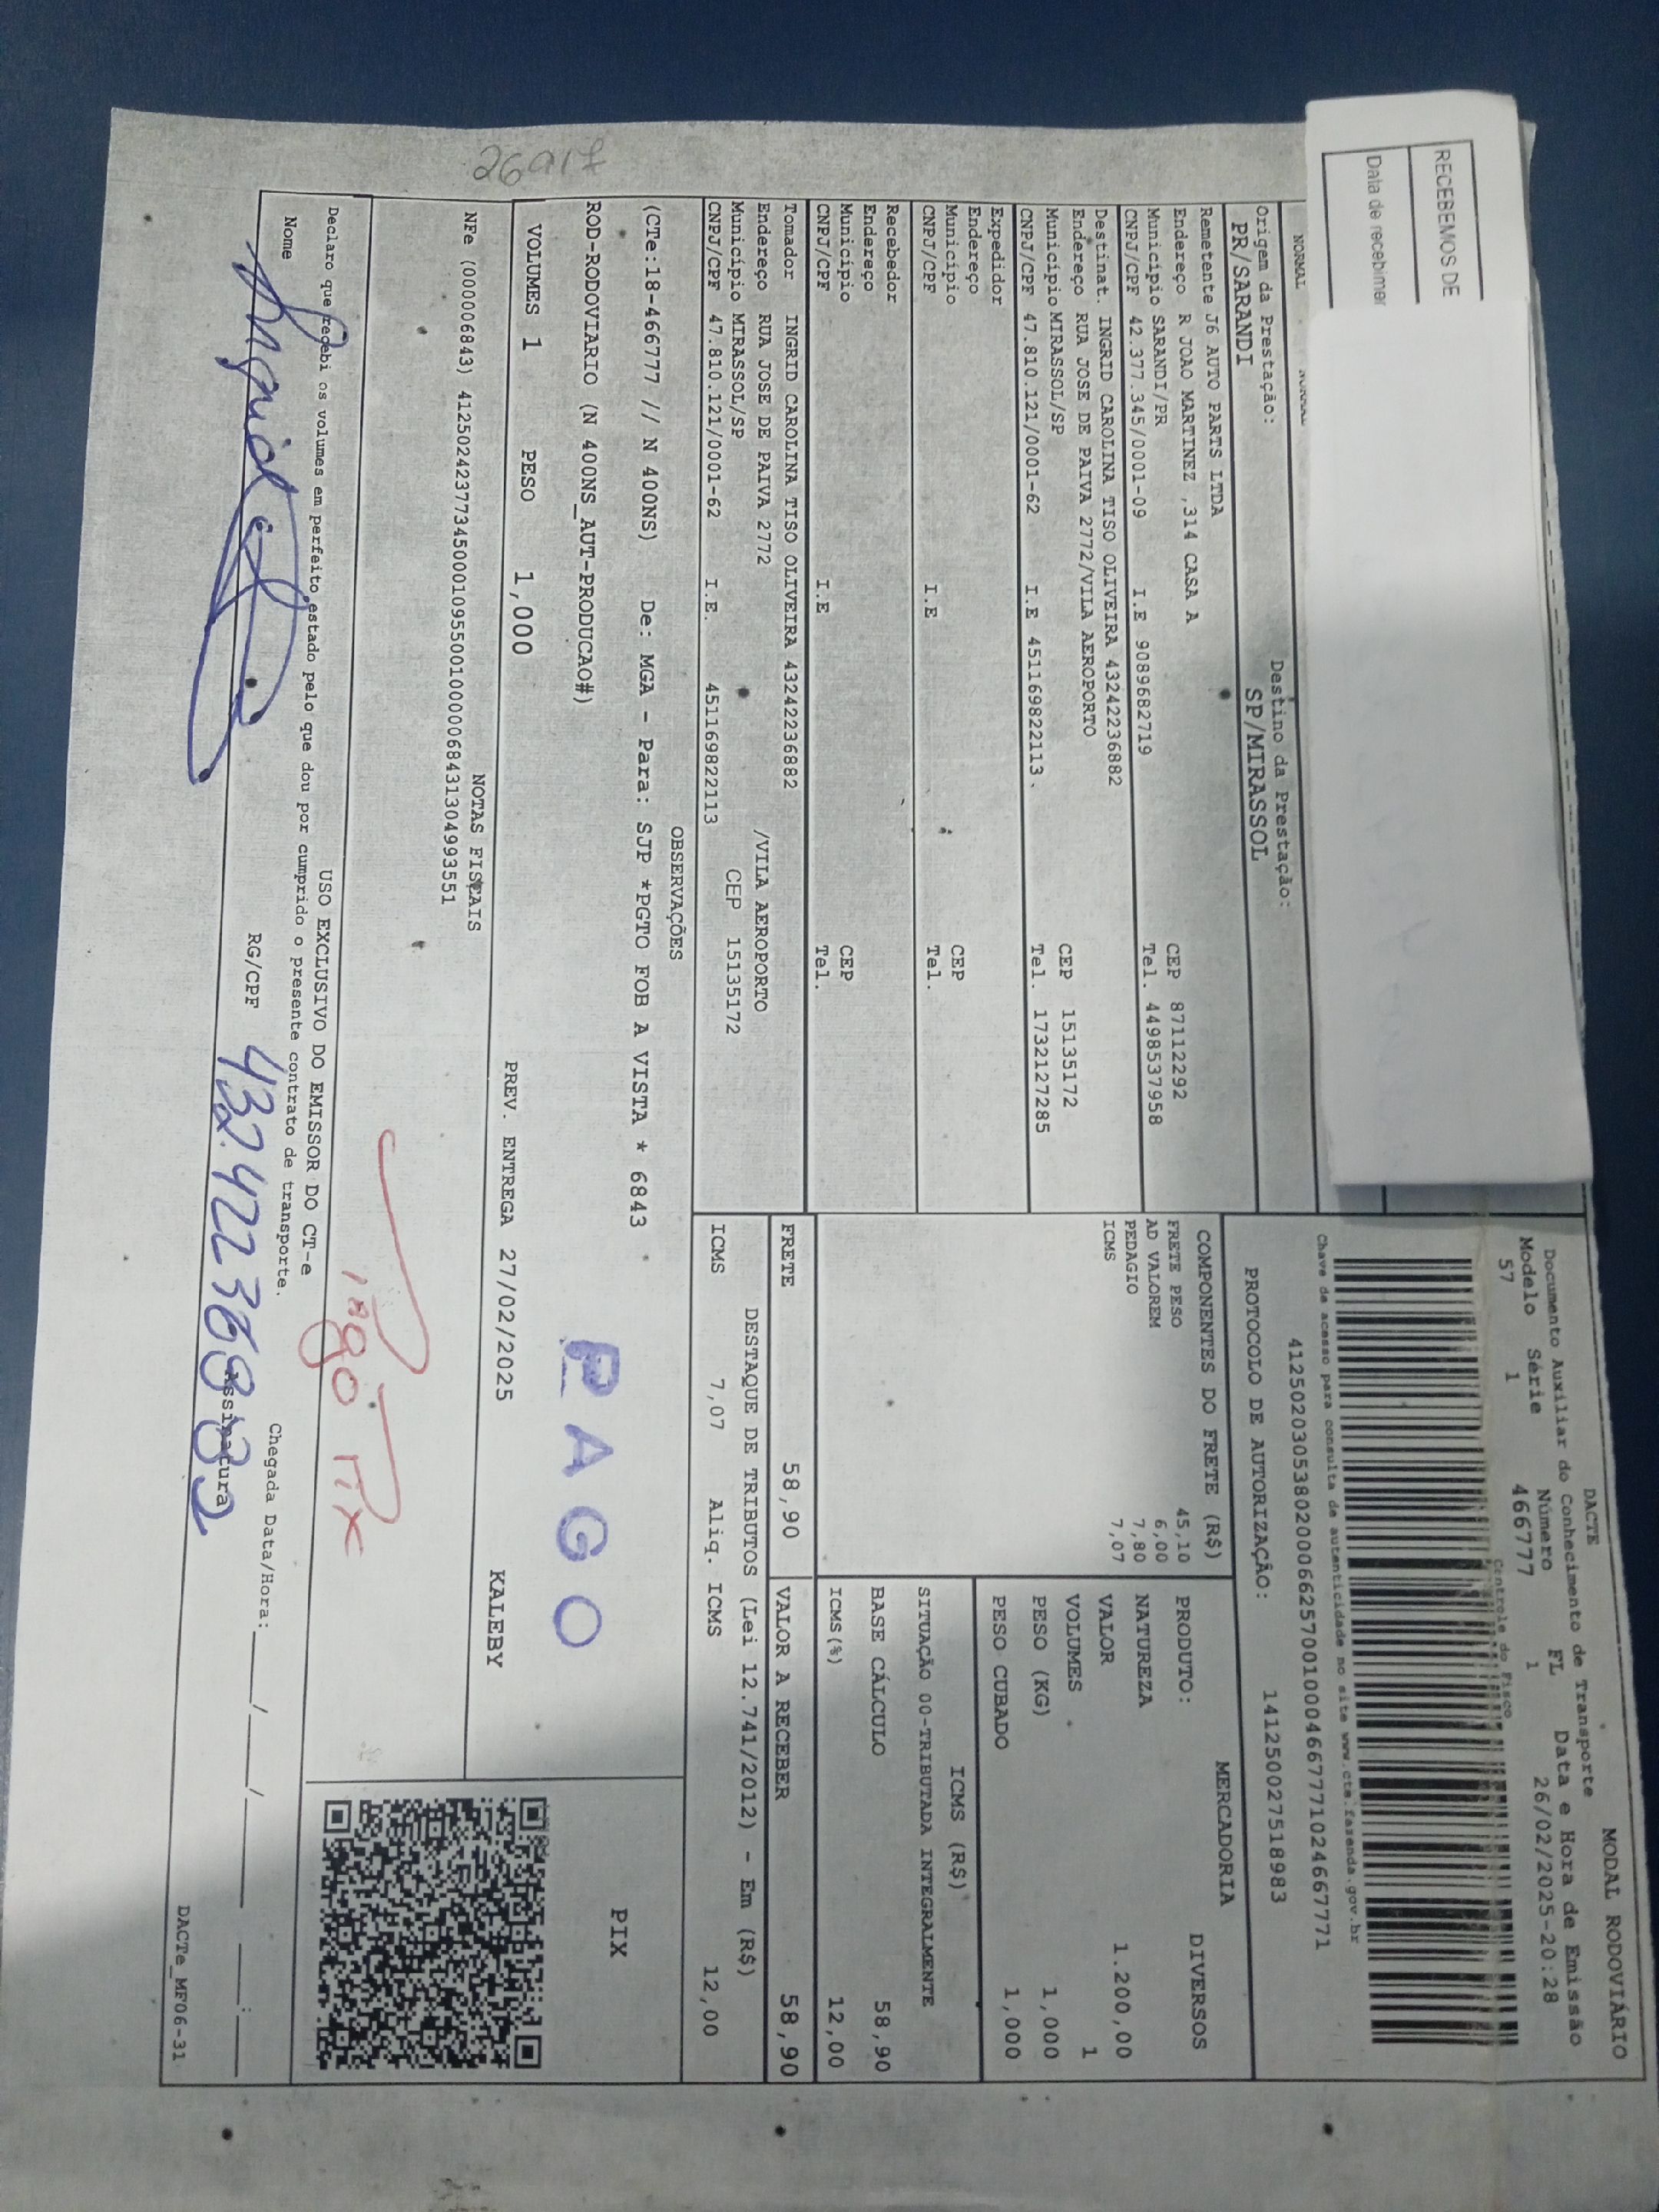 RECEBEMOS DE
Data de recebimen
DACTE
MODAL RODOVIÁRIO
Documento Auxiliar do Conhecimento de Transporte
Modelo Série Número FL Data e Hora de Emissão
57 1 466777 1 26/02/2025-20:28
Controle do Fisco
Chave de acesso para consulta de autenticidade no site www.cte.fazenda.gov.br
NORMAL
Origem da Prestação:
PR/SARANDI
Destino da Prestação:
SP/MIRASSOL
PROTOCOLO DE AUTORIZAÇÃO: 141250027518983
Remetente J6 AUTO PARTS LTDA
Endereço R JOAO MARTINEZ ,314 CASA A
Município SARANDI/PR CEP 87112292
CNPJ/CPF 42.377.345/0001-09 I.E 9089682719 Tel. 44985379 58
Destinat. INGRID CAROLINA TISO OLIVEIRA 43242236882
Endereço RUA JOSE DE PAIVA 2772/VILA AEROPORTO
Município MIRASSOL/SP CEP 15135172
CNPJ/CPF 47.810.121/0001-62 I.E 451169822113. Tel. 1732127285
Expedidor
Endereço
Município CEP
CNPJ/CPF I.E Tel.
Recebedor
Endereço
Município CEP
CNPJ/CPF I.E Tel.
Tomador INGRID CAROLINA TISO OLIVEIRA 43242236882
Endereço RUA JOSE DE PAIVA 2772 /VILA AEROPORTO
Município MIRASSOL/SP CEP 15135172
CNPJ/CPF 47.810.121/0001-62 I.E. 451169822113
COMPONENTES DO FRETE (R$)
FRETE PESO 45,10
AD VALOREM 6,00
PEDAGIO 7,80
ICMS 7,07
MERCADORIA
PRODUTO: DIVERSOS
NATUREZA
VALOR 1.200,00
VOLUMES 1
PESO (KG) 1,000
PESO CUBADO 1,000
ICMS (R$)
SITUAÇÃO 00-TRIBUTADA INTEGRALMENTE
BASE CÁLCULO 58,90
ICMS(%) 12,00
FRETE 58,90 VALOR A RECEBER 58,90
DESTAQUE DE TRIBUTOS (Lei 12.741/2012) - Em (R$)
ICMS 7,07 Aliq. ICMS 12,00
OBSERVAÇÕES
(CTe:18-466777 // N 400NS) De: MGA - Para: SJP *PGTO FOB A VISTA * 6843
ROD-RODOVIARIO (N 400NS_AUT-PRODUCAO#)
PAGO
PIX
VOLUMES 1 PESO 1,000 PREV. ENTREGA 27/02/2025 KALEBY
NOTAS FISCAIS
NFe (000006843) 41250242377345000109550010000068431304993551
Pago Pix
USO EXCLUSIVO DO EMISSOR DO CT-e
Declaro que recebi os volumes em perfeito estado pelo que dou por cumprido o presente contrato de transporte.
Nome
RG/CPF 43242236882
Chegada Data/Hora: ___/___/___ ___:___
Assinatura
DACTe_MF06-31